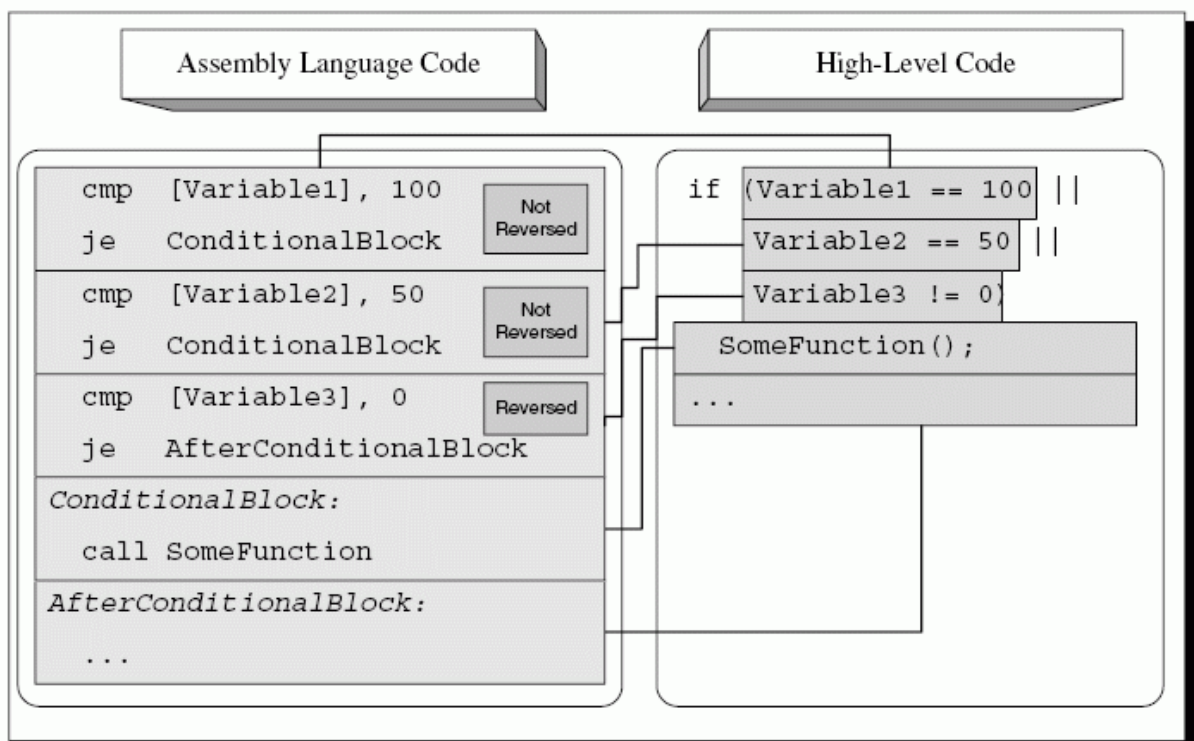 Assembly Language Code
High-Level Code
cmp [Variable1], 100
Not
Reversed
je ConditionalBlock
cmp [Variable2], 50
Not
Reversed
je ConditionalBlock
cmp [Variable3], 0
Reversed
je AfterConditionalBlock
ConditionalBlock:
call SomeFunction
AfterConditionalBlock:
...
if (Variable1 == 100 ||
Variable2 == 50 ||
Variable3 != 0)
SomeFunction();
...